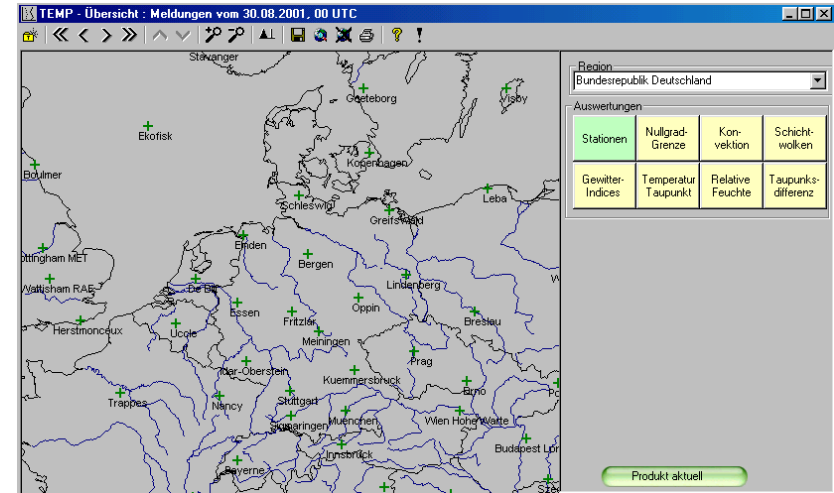 TEMP - Übersicht : Meldungen vom 30.08.2001, 00 UTC
Stavanger
Goeteborg
Visby
Ekofisk
Kopenhagen
Boulmer
Schleswig
Leba
Greifswald
Emden
ottingham MET
Bergen
Wattisham RAF
De Bilt
Lindenberg
Essen
Fritzlar
Oppin
Breslau
Herstmonceux
Uccle
Meiningen
Prag
Idar-Oberstein
Kuemmersbruck
Brno
Trappes
Nancy
Stuttgart
Sigmaringen
Muenchen
Wien Hohe Warte
Innsbruck
Budapest Lor
Payerne
Region
Bundesrepublik Deutschland
Auswertungen
Stationen
Nullgrad-
Grenze
Kon-
vektion
Schicht-
wolken
Gewitter-
Indices
Temperatur
Taupunkt
Relative
Feuchte
Taupunks-
differenz
Produkt aktuell